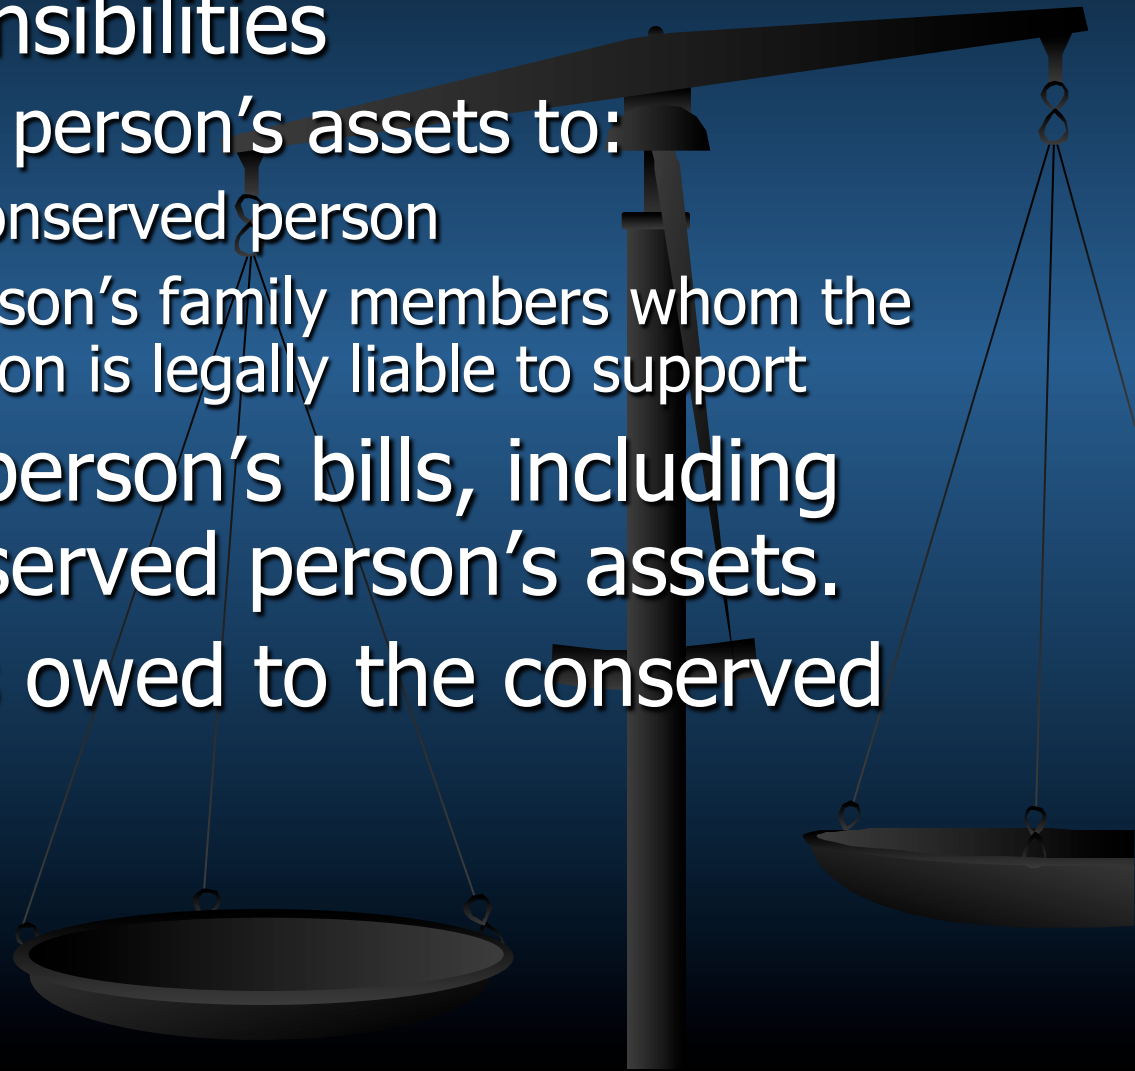 nsibilities
person’s assets to:
onserved person
son’s family members whom the
on is legally liable to support
person’s bills, including
served person’s assets.
owed to the conserved